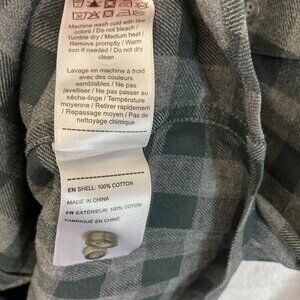 Machine wash cold with like
colors / Do not bleach /
Tumble dry / Medium heat /
Remove promptly / Warm
iron if needed / Do not dry
clean
Lavage en machine à froid
avec des couleurs
semblables / Ne pas
javelliser / Ne pas passer au
sèche-linge / Température
moyenne / Retirer rapidement
/ Repassage moyen / Pas de
nettoyage chimique
EN SHELL: 100% COTTON
MADE IN CHINA
FR EXTÉRIEUR: 100% COTON
FABRIQUÉ EN CHINE